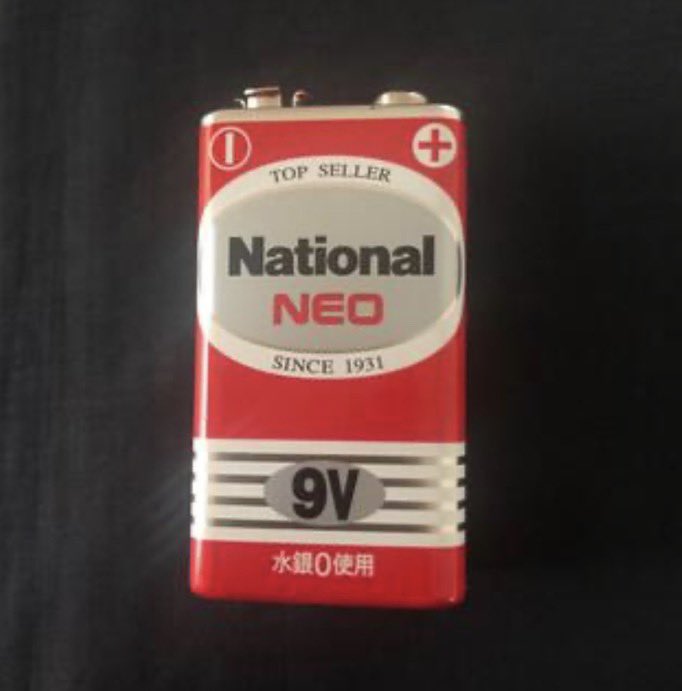 TOP SELLER
National
NEO
SINCE 1931
9V
水銀0使用